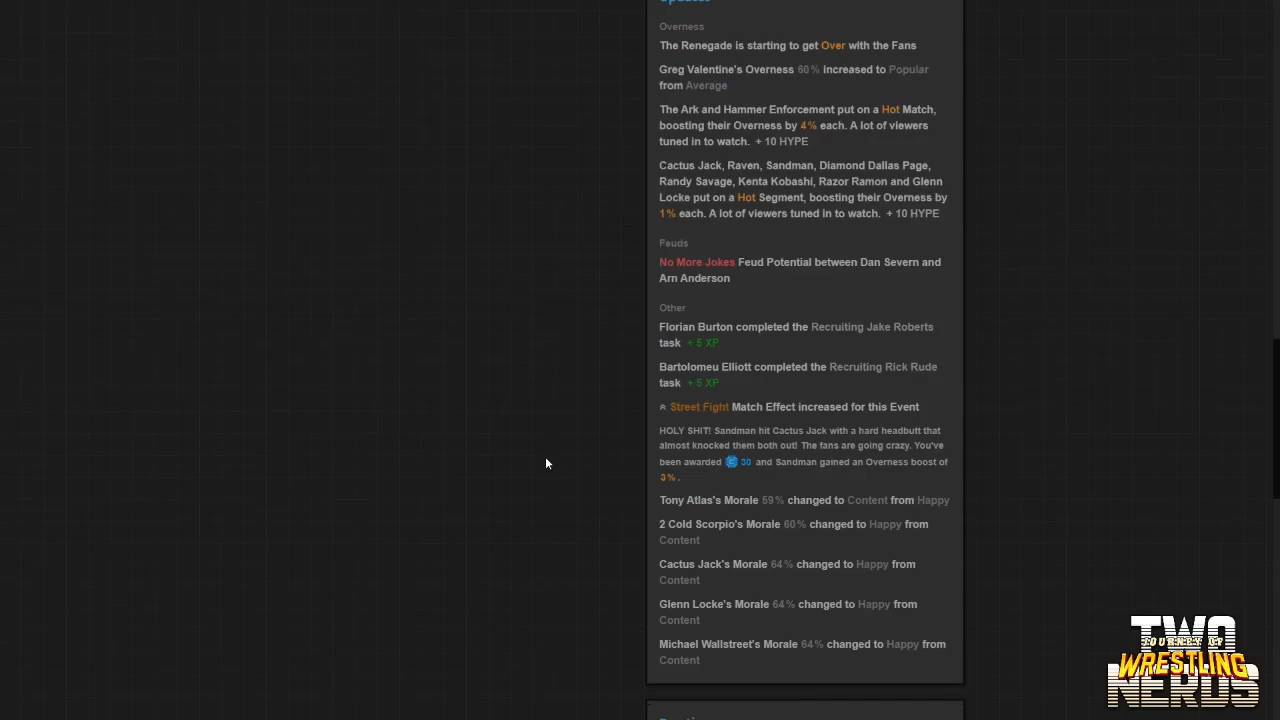 Updates
Overness
The Renegade is starting to get Over with the Fans
Greg Valentine's Overness 60% increased to Popular
from Average
The Ark and Hammer Enforcement put on a Hot Match,
boosting their Overness by 4% each. A lot of viewers
tuned in to watch. + 10 HYPE
Cactus Jack, Raven, Sandman, Diamond Dallas Page,
Randy Savage, Kenta Kobashi, Razor Ramon and Glenn
Locke put on a Hot Segment, boosting their Overness by
1% each. A lot of viewers tuned in to watch. + 10 HYPE
Feuds
No More Jokes Feud Potential between Dan Severn and
Arn Anderson
Other
Florian Burton completed the Recruiting Jake Roberts
task + 5 XP
Bartolomeu Elliott completed the Recruiting Rick Rude
task + 5 XP
Street Fight Match Effect increased for this Event
HOLY SHIT! Sandman hit Cactus Jack with a hard headbutt that
almost knocked them both out! The fans are going crazy. You've
been awarded 30 and Sandman gained an Overness boost of
3%.
Tony Atlas's Morale 59% changed to Content from Happy
2 Cold Scorpio's Morale 60% changed to Happy from
Content
Cactus Jack's Morale 64% changed to Happy from
Content
Glenn Locke's Morale 64% changed to Happy from
Content
Michael Wallstreet's Morale 64% changed to Happy from
Content
TWO
JOURNEY OF
WRESTLING
NERDS